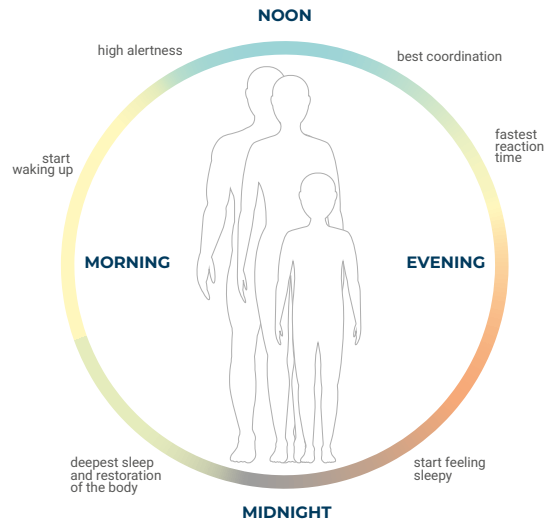 NOON
high alertness
best coordination
fastest
reaction
time
start
waking up
MORNING
EVENING
deepest sleep
and restoration
of the body
start feeling
sleepy
MIDNIGHT